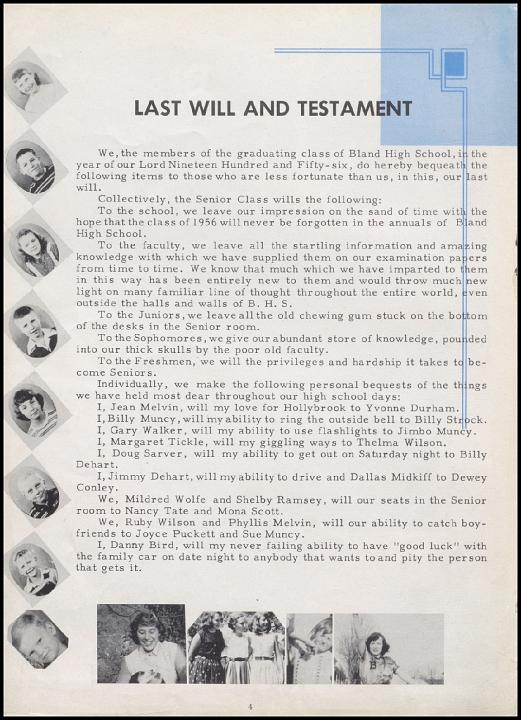 LAST WILL AND TESTAMENT
We, the members of the graduating class of Bland High School, in the
year of our Lord Nineteen Hundred and Fifty-six, do hereby bequeath the
following items to those who are less fortunate than us, in this, our last
will.
Collectively, the Senior Class wills the following:
To the school, we leave our impression on the sand of time with the
hope that the class of 1956 will never be forgotten in the annuals of Bland
High School.
To the faculty, we leave all the startling information and amazing
knowledge with which we have supplied them on our examination papers
from time to time. We know that much which we have imparted to them
in this way has been entirely new to them and would throw much new
light on many familiar line of thought throughout the entire world, even
outside the halls and walls of B. H. S.
To the Juniors, we leave all the old chewing gum stuck on the bottom
of the desks in the Senior room.
To the Sophomores, we give our abundant store of knowledge, pounded
into our thick skulls by the poor old faculty.
To the Freshmen, we will the privileges and hardship it takes to be-
come Seniors.
Individually, we make the following personal bequests of the things
we have held most dear throughout our high school days:
I, Jean Melvin, will my love for Hollybrook to Yvonne Durham.
I, Billy Muncy, will my ability to ring the outside bell to Billy Strock.
I, Gary Walker, will my ability to use flashlights to Jimbo Muncy.
I, Margaret Tickle, will my giggling ways to Thelma Wilson.
I, Doug Sarver, will my ability to get out on Saturday night to Billy
Dehart.
I, Jimmy Dehart, will my ability to drive and Dallas Midkiff to Dewey
Conley.
We, Mildred Wolfe and Shelby Ramsey, will our seats in the Senior
room to Nancy Tate and Mona Scott.
We, Ruby Wilson and Phyllis Melvin, will our ability to catch boy-
friends to Joyce Puckett and Sue Muncy.
I, Danny Bird, will my never failing ability to have "good luck" with
the family car on date night to anybody that wants to and pity the person
that gets it.
B
4